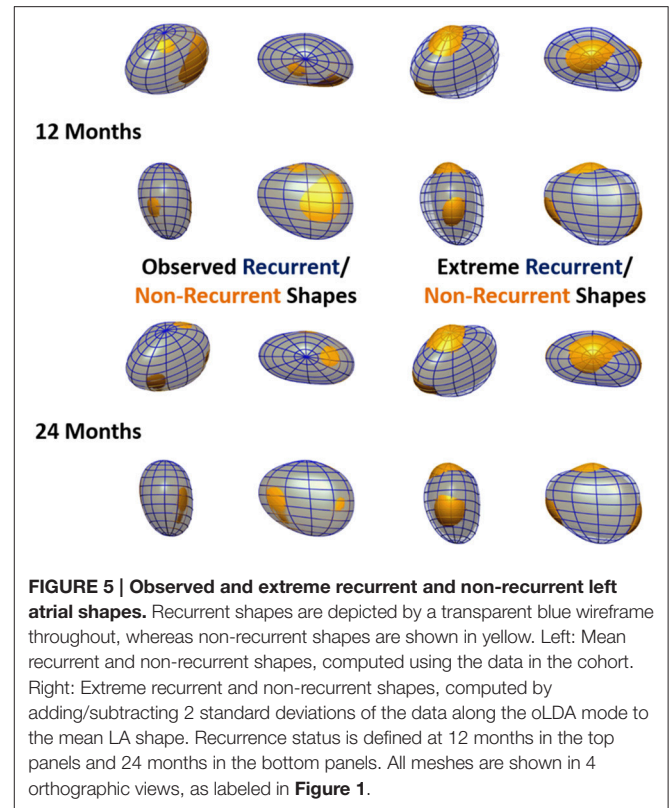 12 Months
Observed Recurrent/
Non-Recurrent Shapes
Extreme Recurrent/
Non-Recurrent Shapes
24 Months
FIGURE 5 | Observed and extreme recurrent and non-recurrent left
atrial shapes. Recurrent shapes are depicted by a transparent blue wireframe
throughout, whereas non-recurrent shapes are shown in yellow. Left: Mean
recurrent and non-recurrent shapes, computed using the data in the cohort.
Right: Extreme recurrent and non-recurrent shapes, computed by
adding/subtracting 2 standard deviations of the data along the oLDA mode to
the mean LA shape. Recurrence status is defined at 12 months in the top
panels and 24 months in the bottom panels. All meshes are shown in 4
orthographic views, as labeled in Figure 1.